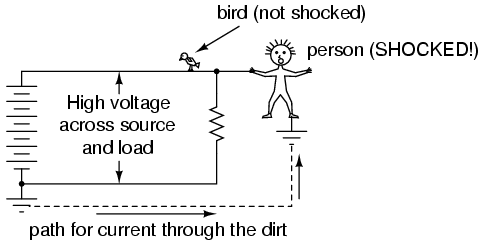 bird (not shocked)
person (SHOCKED!)
High voltage
across source
and load
path for current through the dirt